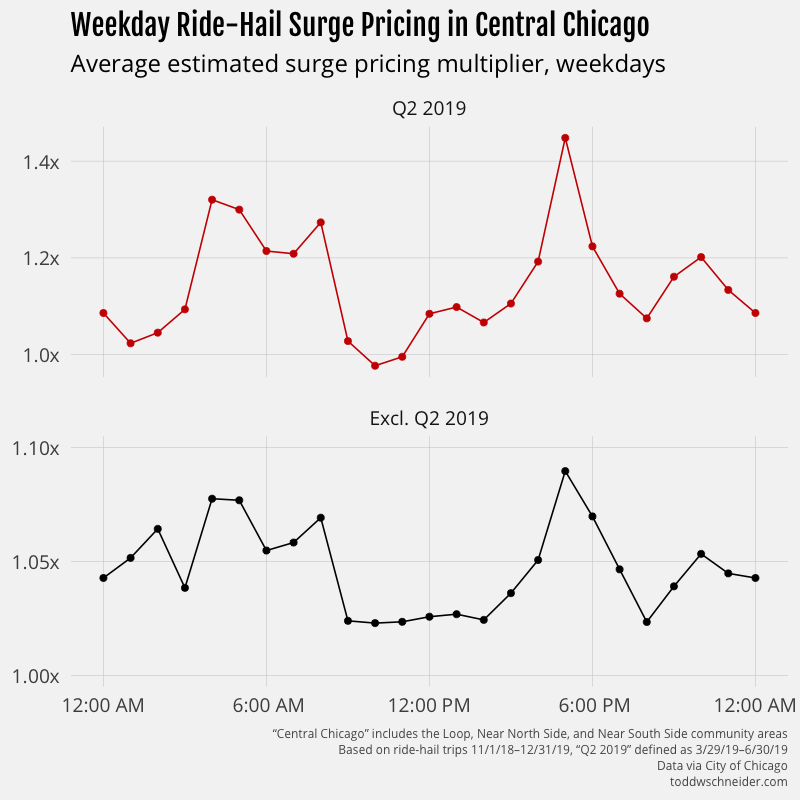 Weekday Ride-Hail Surge Pricing in Central Chicago
Average estimated surge pricing multiplier, weekdays
Q2 2019
1.4x
1.2x
1.0x
Excl. Q2 2019
1.10x
1.05x
1.00x
12:00 AM 6:00 AM 12:00 PM 6:00 PM 12:00 AM
“Central Chicago” includes the Loop, Near North Side, and Near South Side community areas
Based on ride-hail trips 11/1/18–12/31/19, “Q2 2019” defined as 3/29/19–6/30/19
Data via City of Chicago
toddwschneider.com